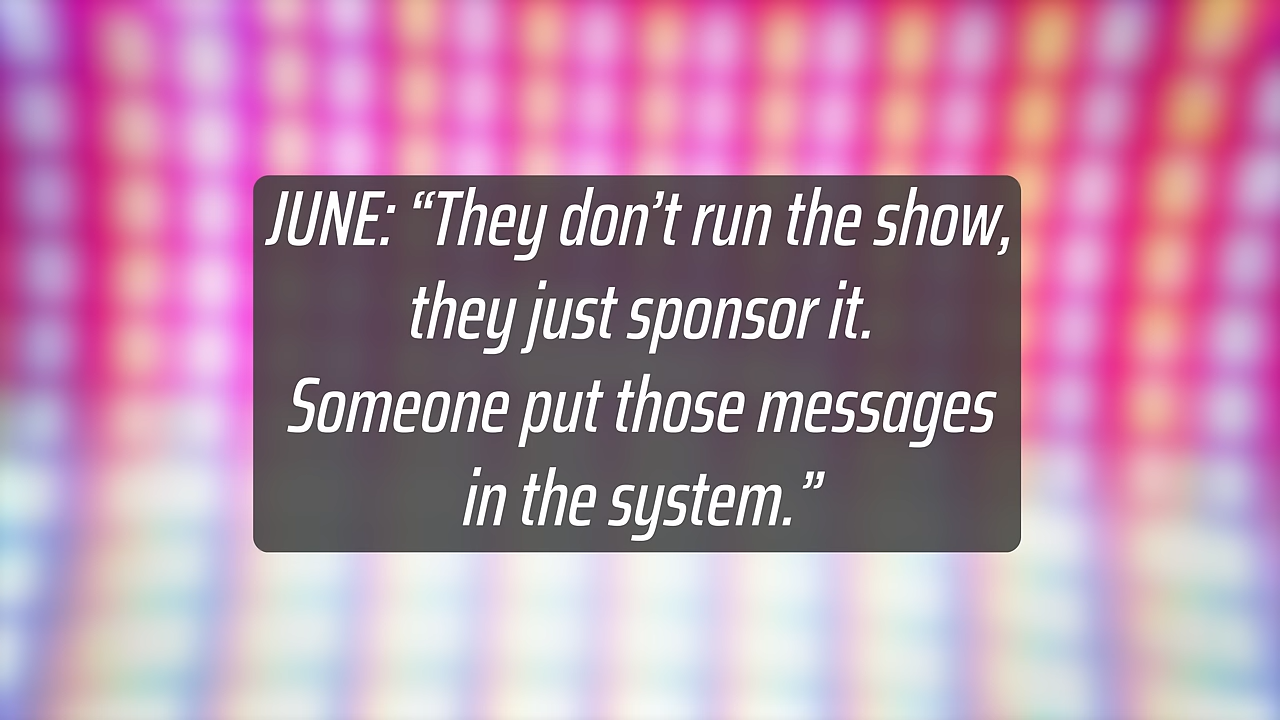 JUNE: “They don’t run the show,
they just sponsor it.
Someone put those messages
in the system.”